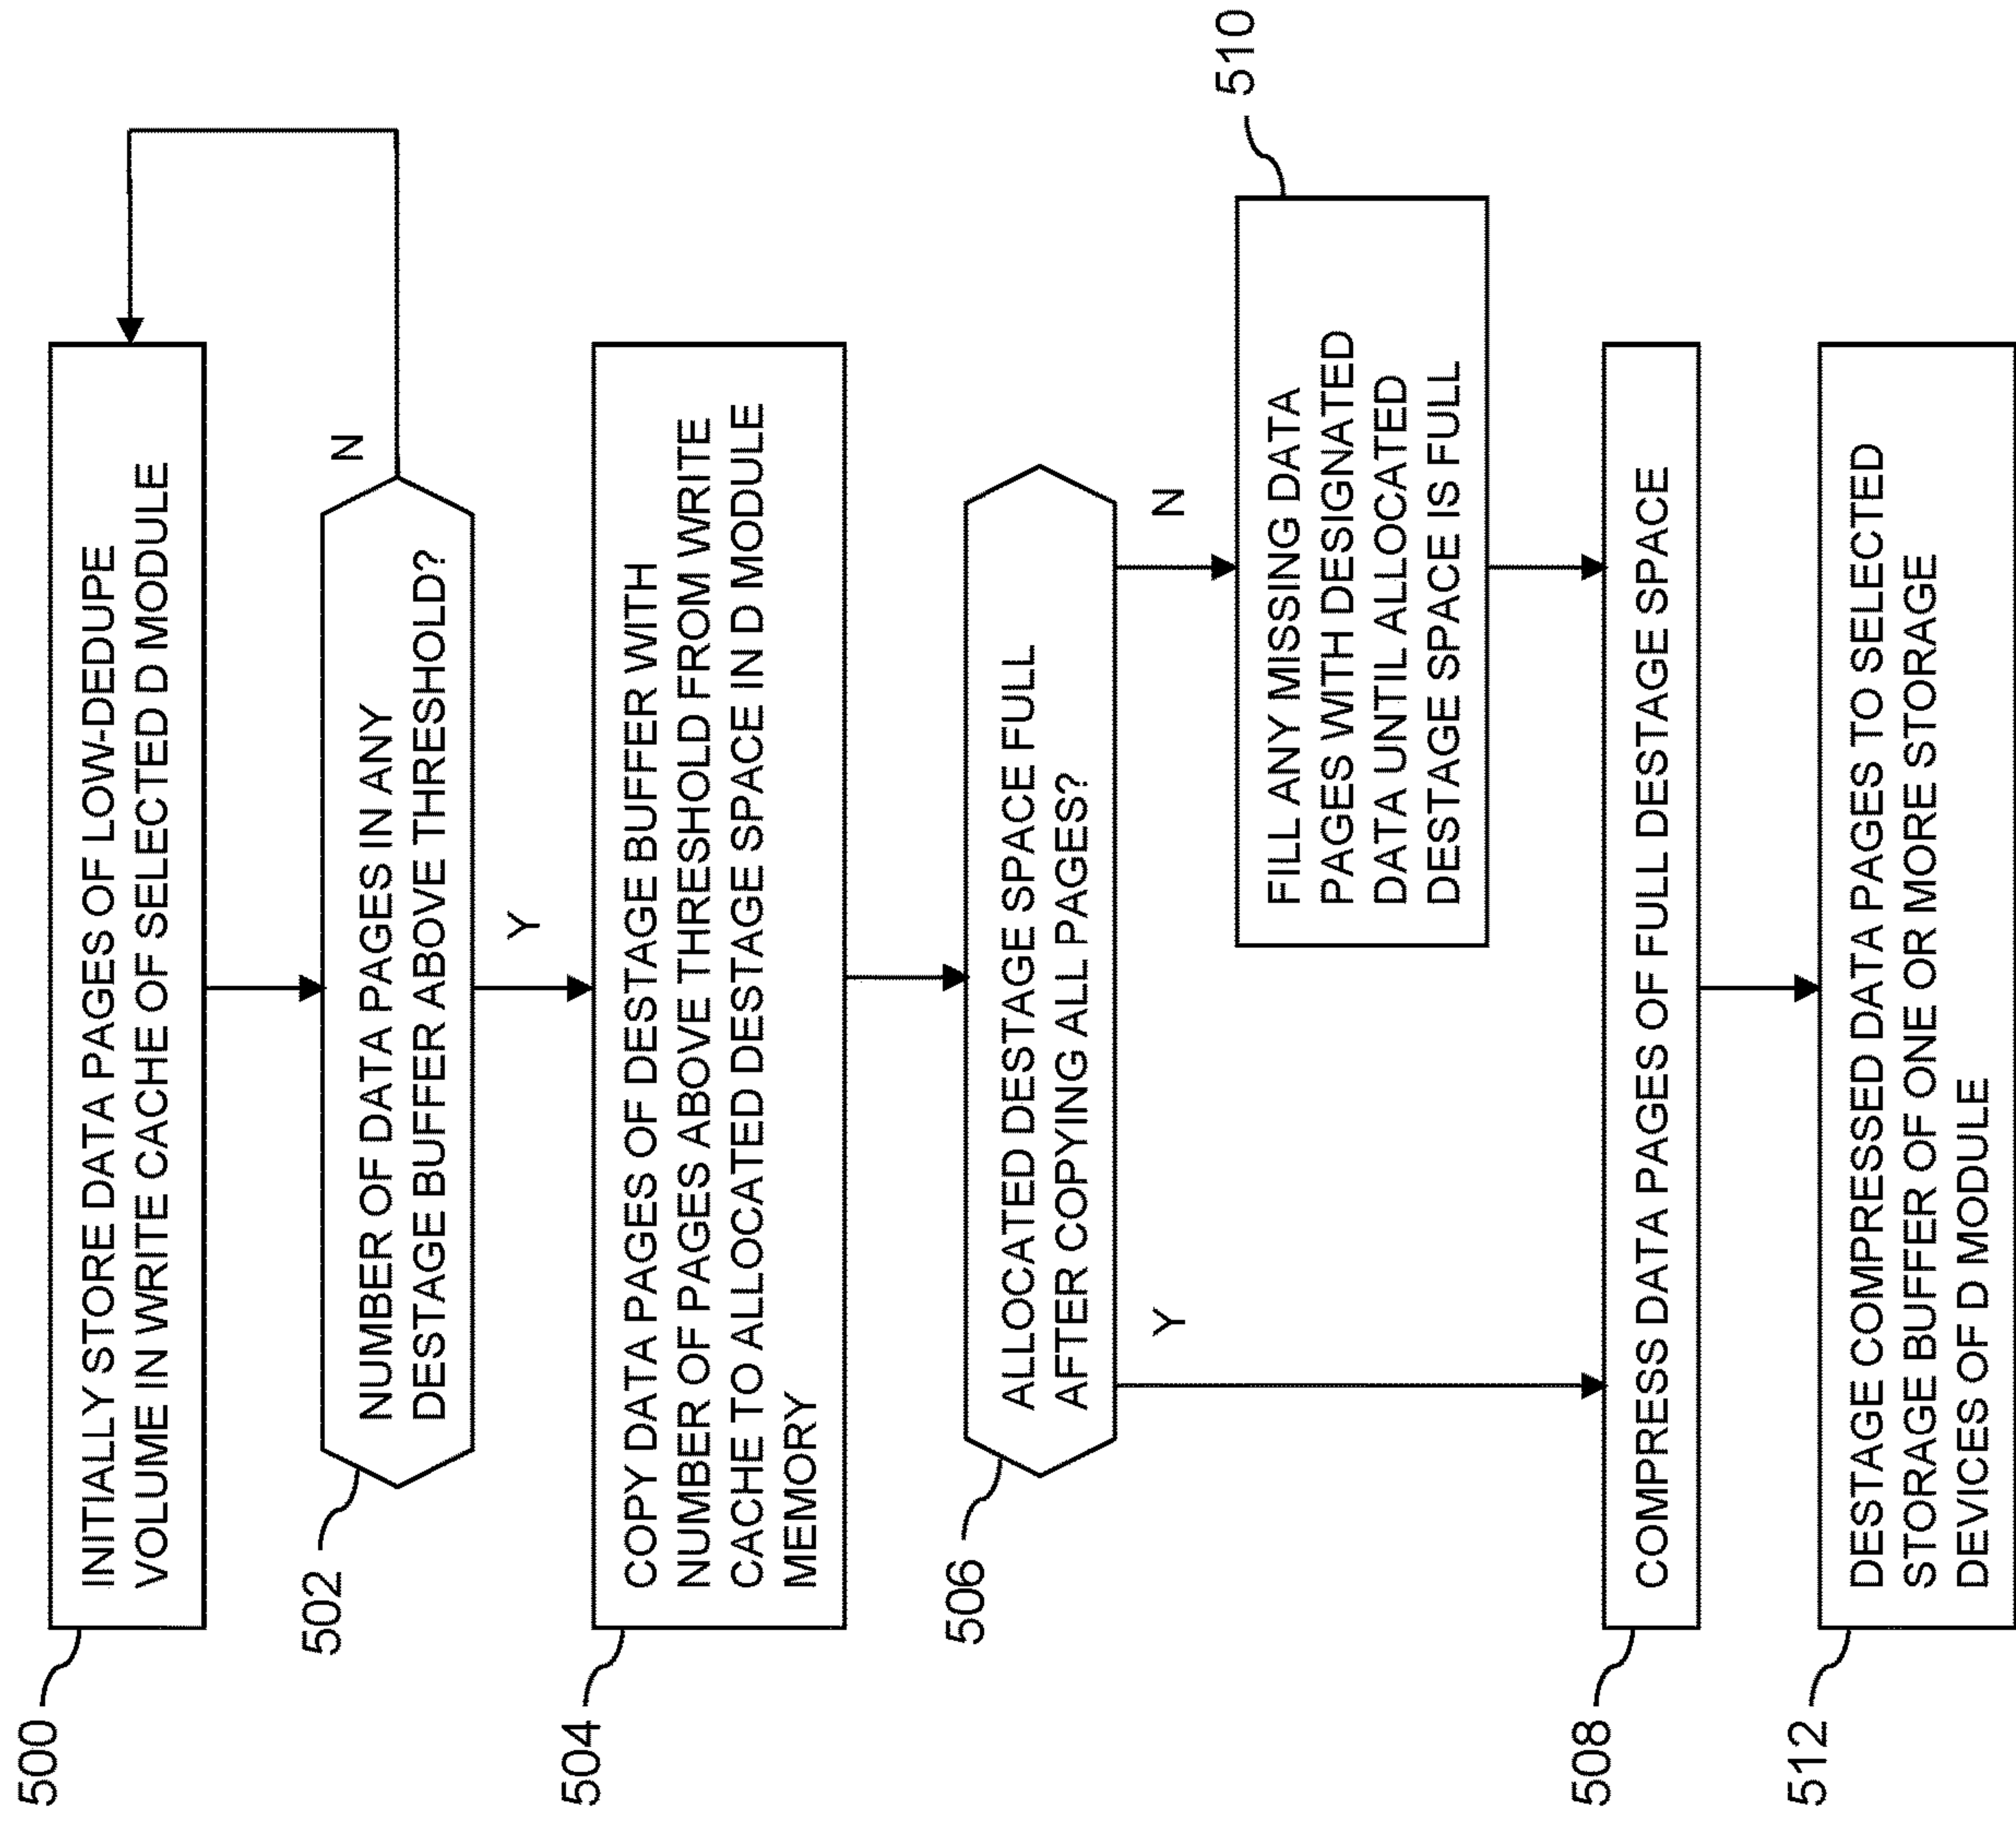 500
INITIALLY STORE DATA PAGES OF LOW-DEDUPE
VOLUME IN WRITE CACHE OF SELECTED D MODULE
502
NUMBER OF DATA PAGES IN ANY
DESTAGE BUFFER ABOVE THRESHOLD?
N
Y
504
COPY DATA PAGES OF DESTAGE BUFFER WITH
NUMBER OF PAGES ABOVE THRESHOLD FROM WRITE
CACHE TO ALLOCATED DESTAGE SPACE IN D MODULE
MEMORY
506
ALLOCATED DESTAGE SPACE FULL
AFTER COPYING ALL PAGES?
Y
N
510
FILL ANY MISSING DATA
PAGES WITH DESIGNATED
DATA UNTIL ALLOCATED
DESTAGE SPACE IS FULL
508
COMPRESS DATA PAGES OF FULL DESTAGE SPACE
512
DESTAGE COMPRESSED DATA PAGES TO SELECTED
STORAGE BUFFER OF ONE OR MORE STORAGE
DEVICES OF D MODULE